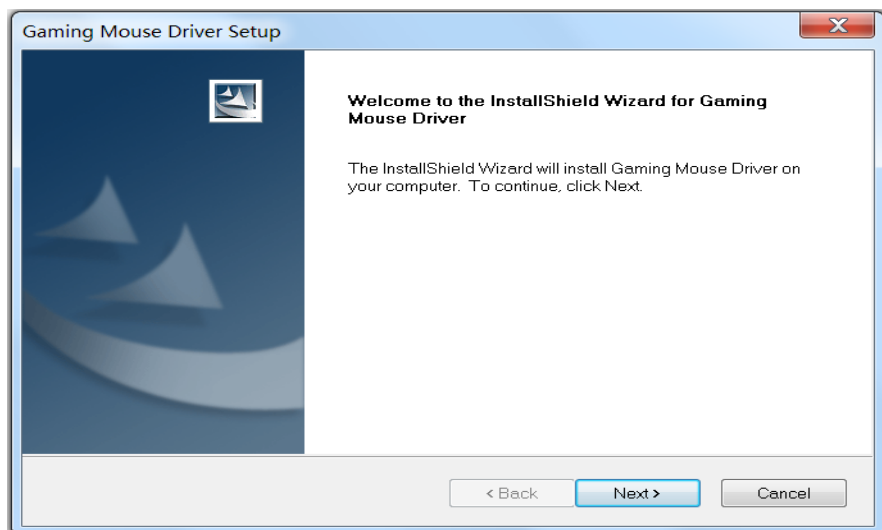 Gaming Mouse Driver Setup
Welcome to the InstallShield Wizard for Gaming
Mouse Driver
The InstallShield Wizard will install Gaming Mouse Driver on
your computer. To continue, click Next.
< Back Next > Cancel